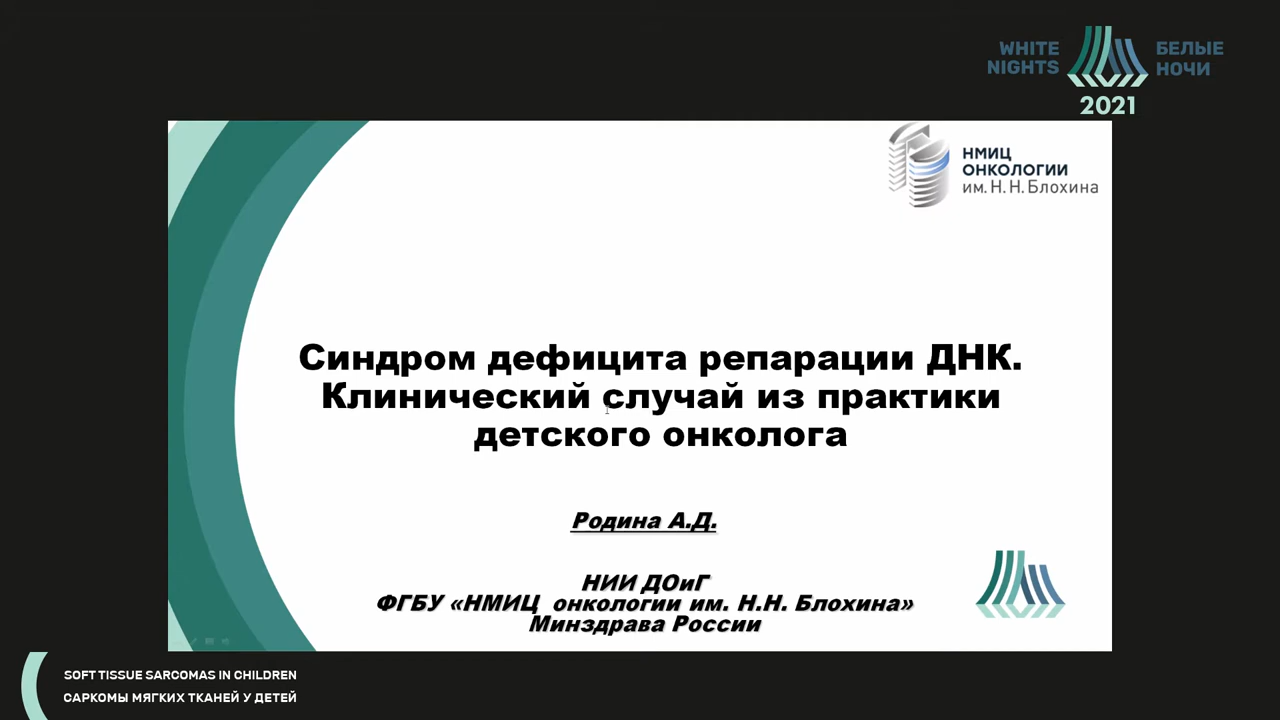 WHITE
NIGHTS
БЕЛЫЕ
НОЧИ
2021
НМИЦ
ОНКОЛОГИИ
им. Н. Н. Блохина
Синдром дефицита репарации ДНК.
Клинический случай из практики
детского онколога
Родина А.Д.
НИИ ДОиГ
ФГБУ «НМИЦ онкологии им. Н.Н. Блохина»
Минздрава России
SOFT TISSUE SARCOMAS IN CHILDREN
САРКОМЫ МЯГКИХ ТКАНЕЙ У ДЕТЕЙ